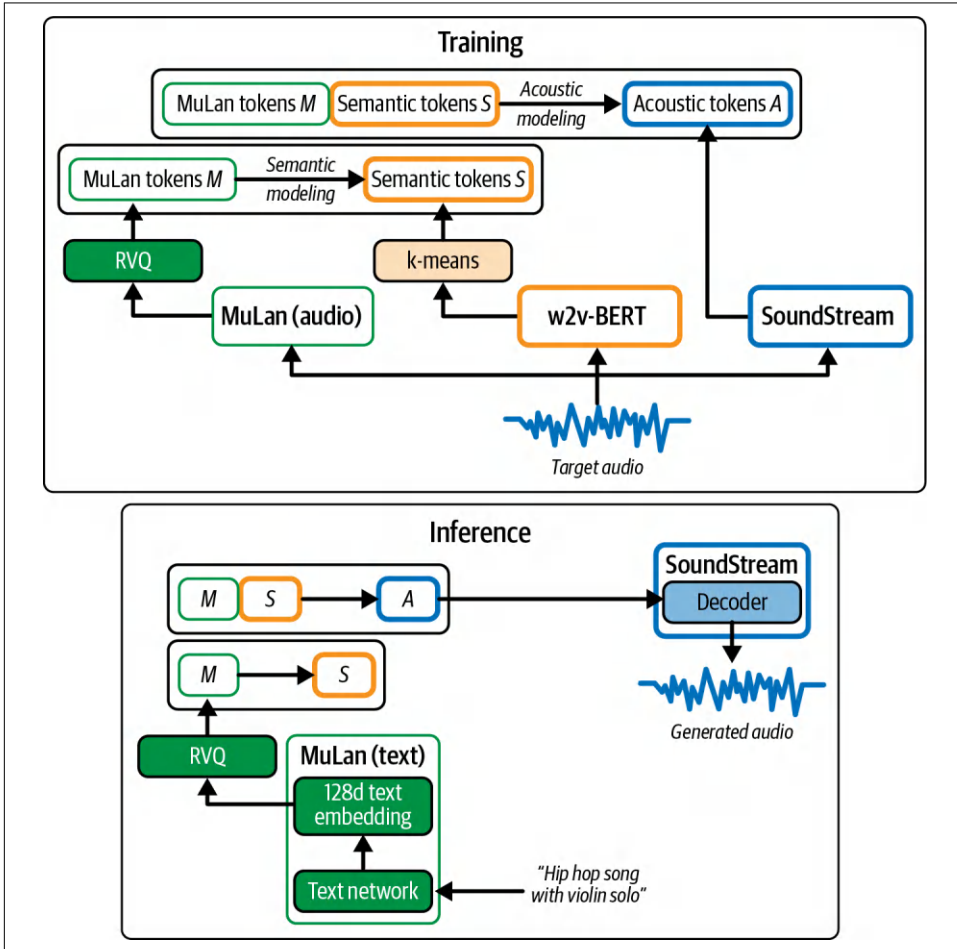 Training
MuLan tokens M
Semantic tokens S
Acoustic
modeling
Acoustic tokens A
MuLan tokens M
Semantic
modeling
Semantic tokens S
RVQ
k-means
MuLan (audio)
w2v-BERT
SoundStream
Target audio
Inference
M
S
A
SoundStream
Decoder
M
S
Generated audio
RVQ
MuLan (text)
128d text
embedding
Text network
“Hip hop song
with violin solo”